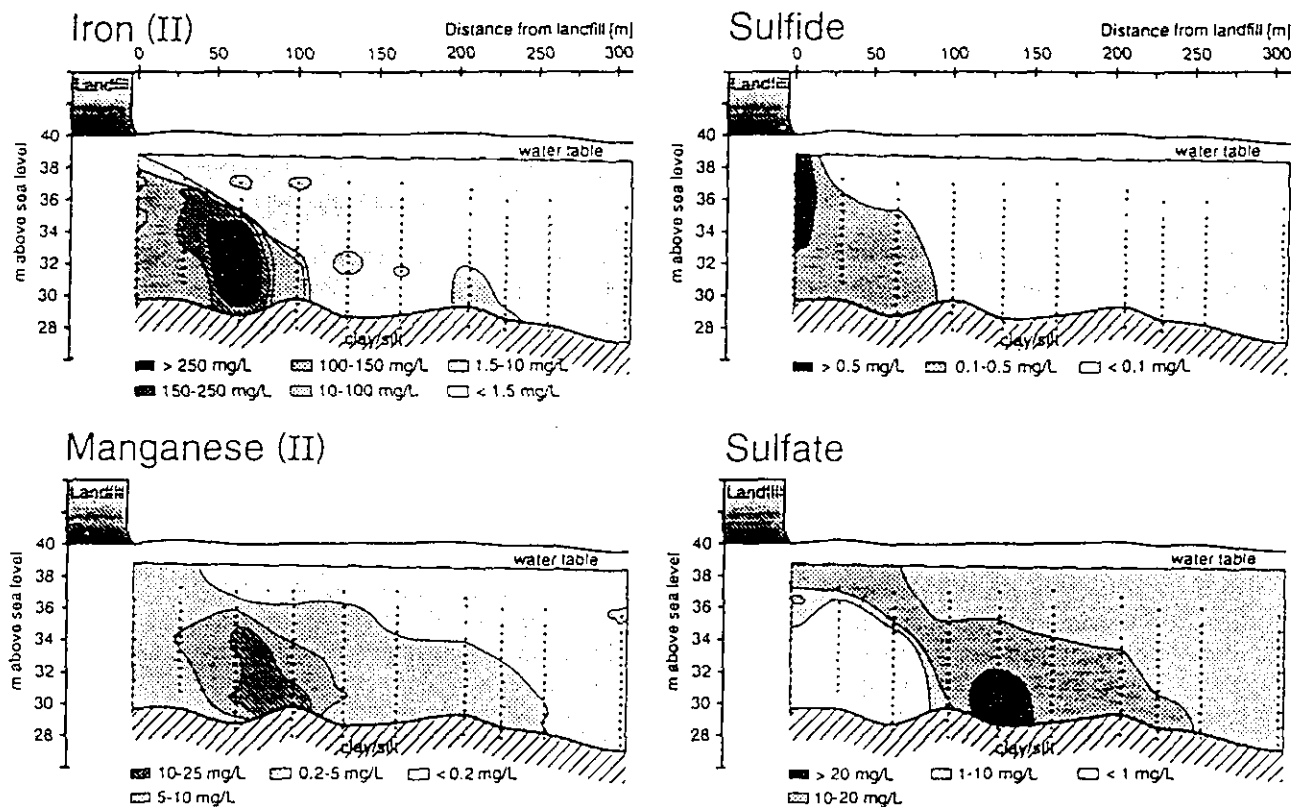 Iron (II)
Distance from landfill [m]
0 50 100 150 200 250 300
Landfill
40
38
36
34
32
30
28
m above sea level
water table
clay/silt
> 250 mg/L 100-150 mg/L 1.5-10 mg/L
150-250 mg/L 10-100 mg/L < 1.5 mg/L
Sulfide
Distance from landfill [m]
0 50 100 150 200 250 300
Landfill
40
38
36
34
32
30
28
m above sea level
water table
clay/silt
> 0.5 mg/L 0.1-0.5 mg/L < 0.1 mg/L
Manganese (II)
Landfill
40
38
36
34
32
30
28
m above sea level
water table
clay/silt
10-25 mg/L 0.2-5 mg/L < 0.2 mg/L
5-10 mg/L
Sulfate
Landfill
40
38
36
34
32
30
28
m above sea level
water table
clay/silt
> 20 mg/L 1-10 mg/L < 1 mg/L
10-20 mg/L